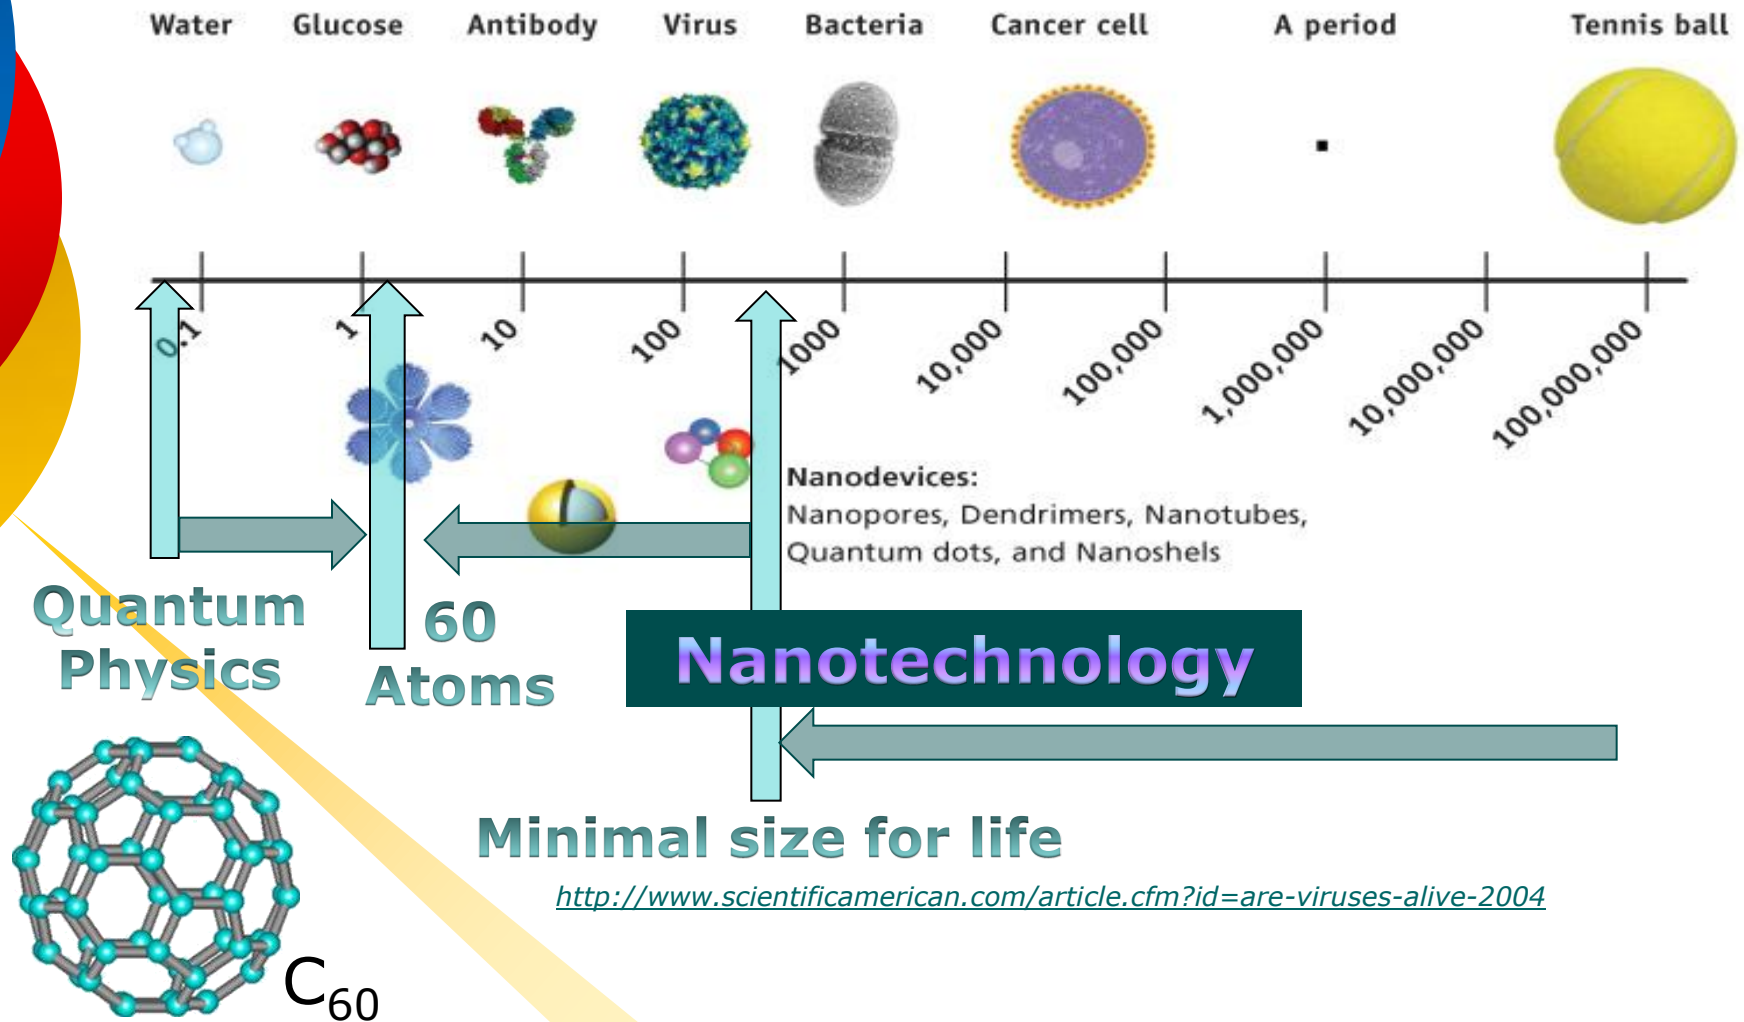 Water Glucose Antibody Virus Bacteria Cancer cell A period Tennis ball
0.1 1 10 100 1000 10,000 100,000 1,000,000 10,000,000 100,000,000
Nanodevices:
Nanopores, Dendrimers, Nanotubes,
Quantum dots, and Nanoshels
Quantum
Physics
60
Atoms
Nanotechnology
Minimal size for life
http://www.scientificamerican.com/article.cfm?id=are-viruses-alive-2004
C60